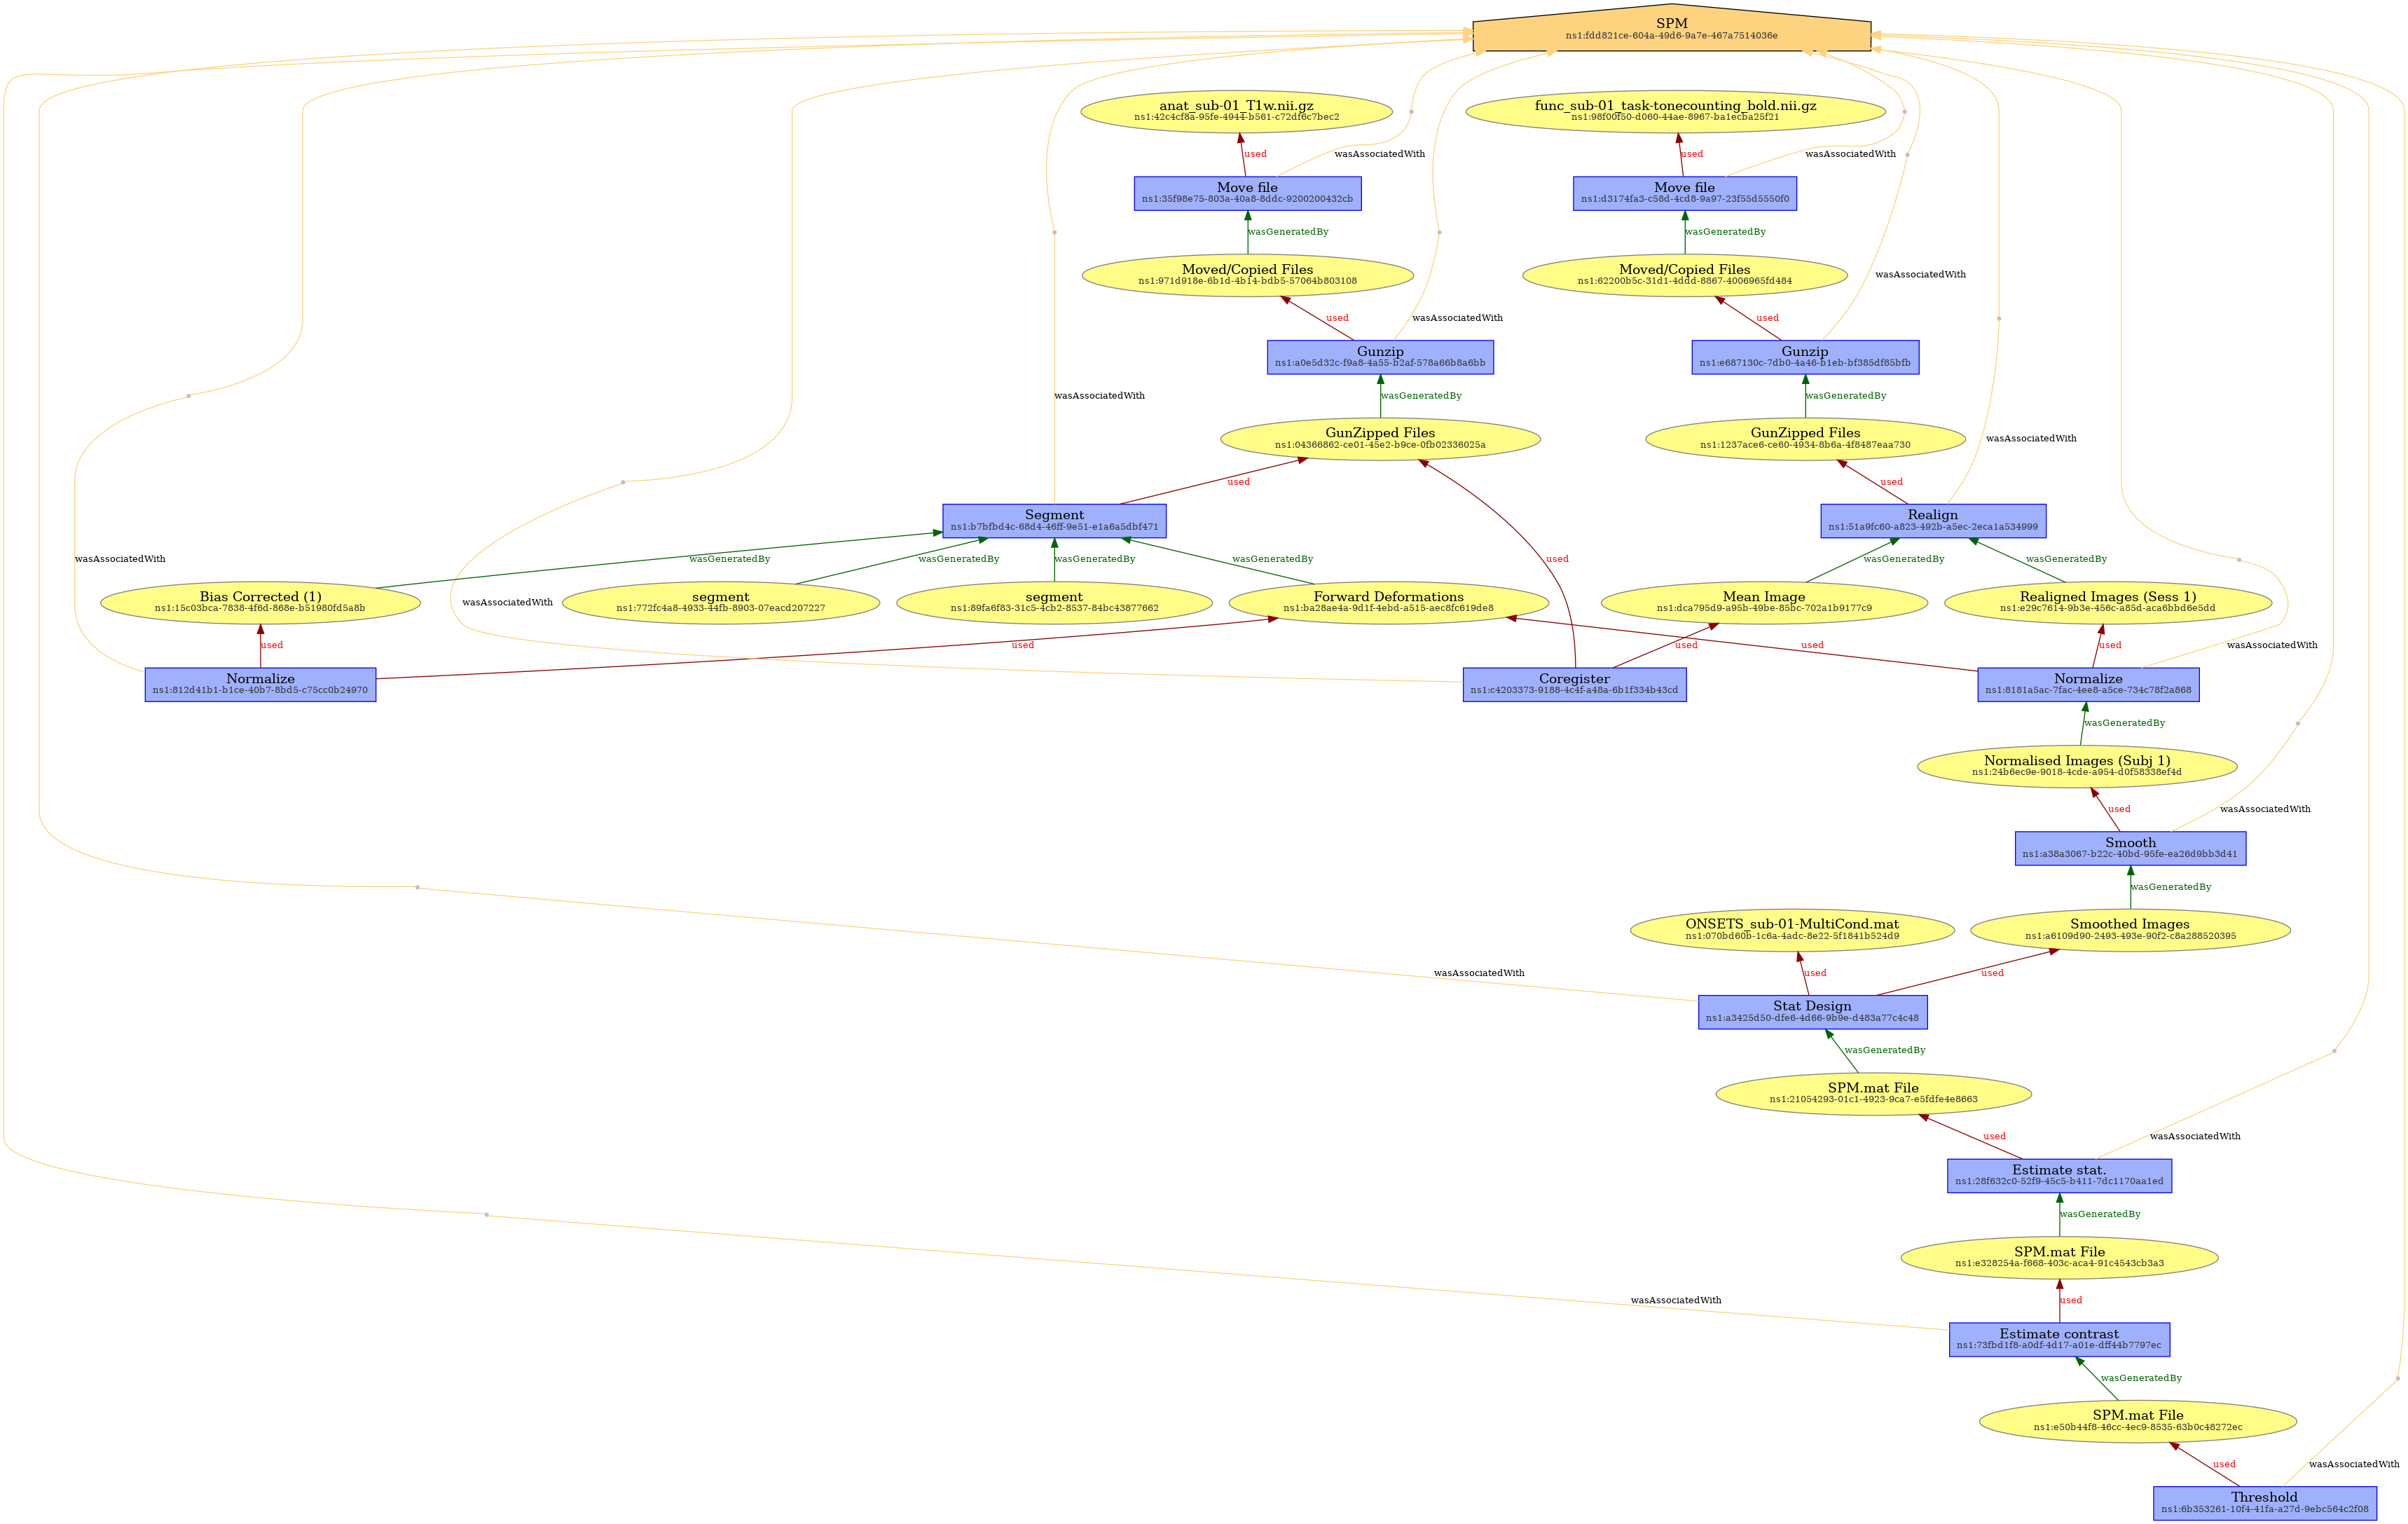 SPM
ns1:fdd821ce-604a-49d6-9a7e-467a7514036e
anat_sub-01_T1w.nii.gz
ns1:42c4cf8a-95fe-4944-b561-c72df6c7bec2
func_sub-01_task-tonecounting_bold.nii.gz
ns1:98f00f50-d060-44ae-8967-ba1ecba25f21
used
wasAssociatedWith
used
wasAssociatedWith
Move file
ns1:35f98e75-803a-40a8-8ddc-9200200432cb
Move file
ns1:d3174fa3-c58d-4cd8-9a97-23f55d5550f0
wasGeneratedBy
wasGeneratedBy
Moved/Copied Files
ns1:971d918e-6b1d-4b14-bdb5-57064b803108
Moved/Copied Files
ns1:62200b5c-31d1-4ddd-8867-4006965fd484
wasAssociatedWith
used
wasAssociatedWith
used
Gunzip
ns1:a0e5d32c-f9a8-4a55-b2af-578a66b8a6bb
Gunzip
ns1:e687130c-7db0-4a46-b1eb-bf385df85bfb
wasAssociatedWith
wasGeneratedBy
wasGeneratedBy
GunZipped Files
ns1:04366862-ce01-45e2-b9ce-0fb02336025a
GunZipped Files
ns1:1237ace6-ce60-4934-8b6a-4f8487eaa730
wasAssociatedWith
used
used
Segment
ns1:b7bfbd4c-68d4-46ff-9e51-e1a6a5dbf471
Realign
ns1:51a9fc60-a823-492b-a5ec-2eca1a534999
wasAssociatedWith
wasGeneratedBy
wasGeneratedBy
wasGeneratedBy
wasGeneratedBy
used
wasGeneratedBy
wasGeneratedBy
Bias Corrected (1)
ns1:15c03bca-7838-4f6d-868e-b51980fd5a8b
wasAssociatedWith
segment
ns1:772fc4a8-4933-44fb-8903-07eacd207227
segment
ns1:89fa6f83-31c5-4cb2-8537-84bc43877662
Forward Deformations
ns1:ba28ae4a-9d1f-4ebd-a515-aec8fc619de8
Mean Image
ns1:dca795d9-a95b-49be-85bc-702a1b9177c9
Realigned Images (Sess 1)
ns1:e29c7614-9b3e-456c-a85d-aca6bbd6e5dd
used
used
used
used
used
wasAssociatedWith
Normalize
ns1:812d41b1-b1ce-40b7-8bd5-c75cc0b24970
Coregister
ns1:c4203373-9188-4c4f-a48a-6b1f334b43cd
Normalize
ns1:8181a5ac-7fac-4ee8-a5ce-734c78f2a868
wasGeneratedBy
Normalised Images (Subj 1)
ns1:24b6ec9e-9018-4cde-a954-d0f58338ef4d
used
wasAssociatedWith
Smooth
ns1:a38a3067-b22c-40bd-95fe-ea26d9bb3d41
wasGeneratedBy
ONSETS_sub-01-MultiCond.mat
ns1:070bd60b-1c6a-4adc-8e22-5f1841b524d9
Smoothed Images
ns1:a6109d90-2493-493e-90f2-c8a288520395
wasAssociatedWith
used
used
Stat Design
ns1:a3425d50-dfe6-4d66-9b9e-d483a77c4c48
wasGeneratedBy
SPM.mat File
ns1:21054293-01c1-4923-9ca7-e5fdfe4e8663
used
wasAssociatedWith
Estimate stat.
ns1:28f632c0-52f9-45c5-b411-7dc1170aa1ed
wasGeneratedBy
SPM.mat File
ns1:e328254a-f668-403c-aca4-91c4543cb3a3
wasAssociatedWith
used
Estimate contrast
ns1:73fbd1f8-a0df-4d17-a01e-dff44b7797ec
wasGeneratedBy
SPM.mat File
ns1:e50b44f8-46cc-4ec9-8535-63b0c48272ec
used
wasAssociatedWith
Threshold
ns1:6b353261-10f4-41fa-a27d-9ebc564c2f08